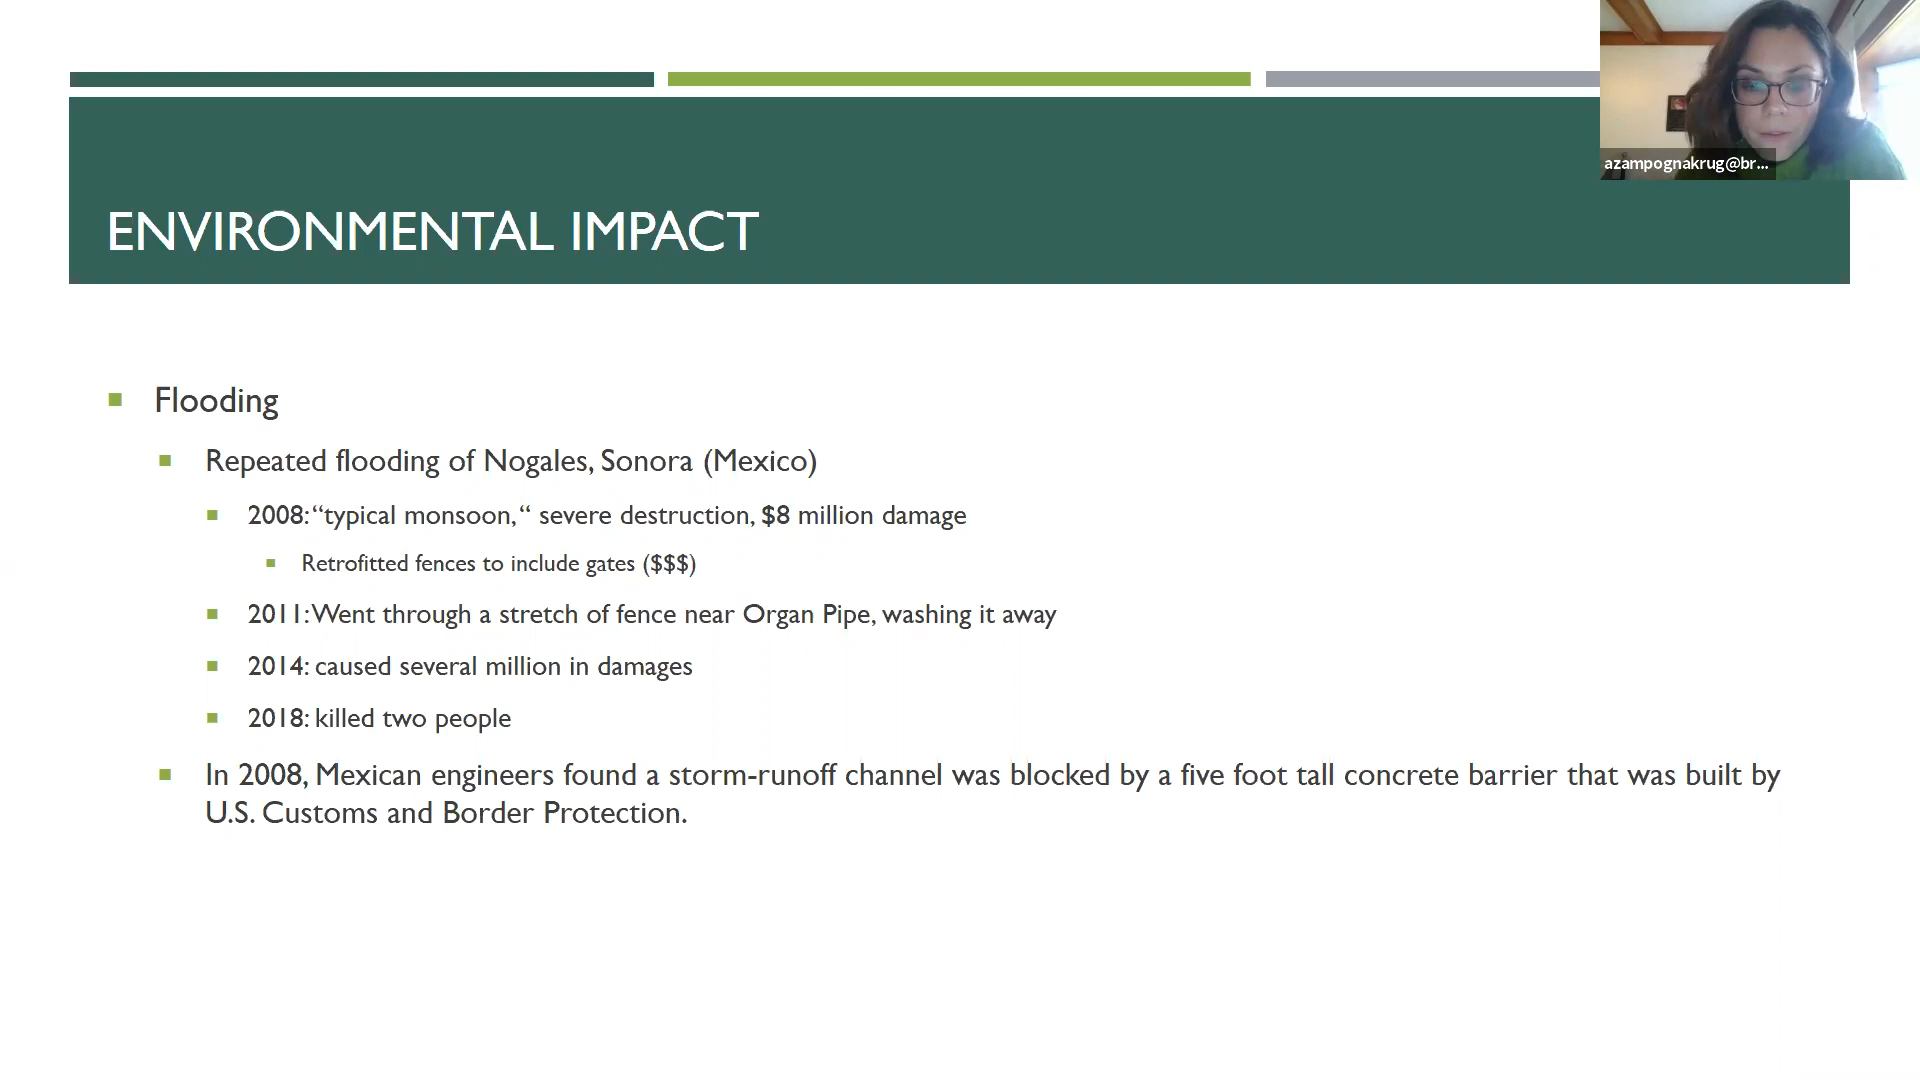 azampognakrug@br...
ENVIRONMENTAL IMPACT
Flooding
Repeated flooding of Nogales, Sonora (Mexico)
2008: “typical monsoon,“ severe destruction, $8 million damage
Retrofitted fences to include gates ($$$)
2011: Went through a stretch of fence near Organ Pipe, washing it away
2014: caused several million in damages
2018: killed two people
In 2008, Mexican engineers found a storm-runoff channel was blocked by a five foot tall concrete barrier that was built by
U.S. Customs and Border Protection.